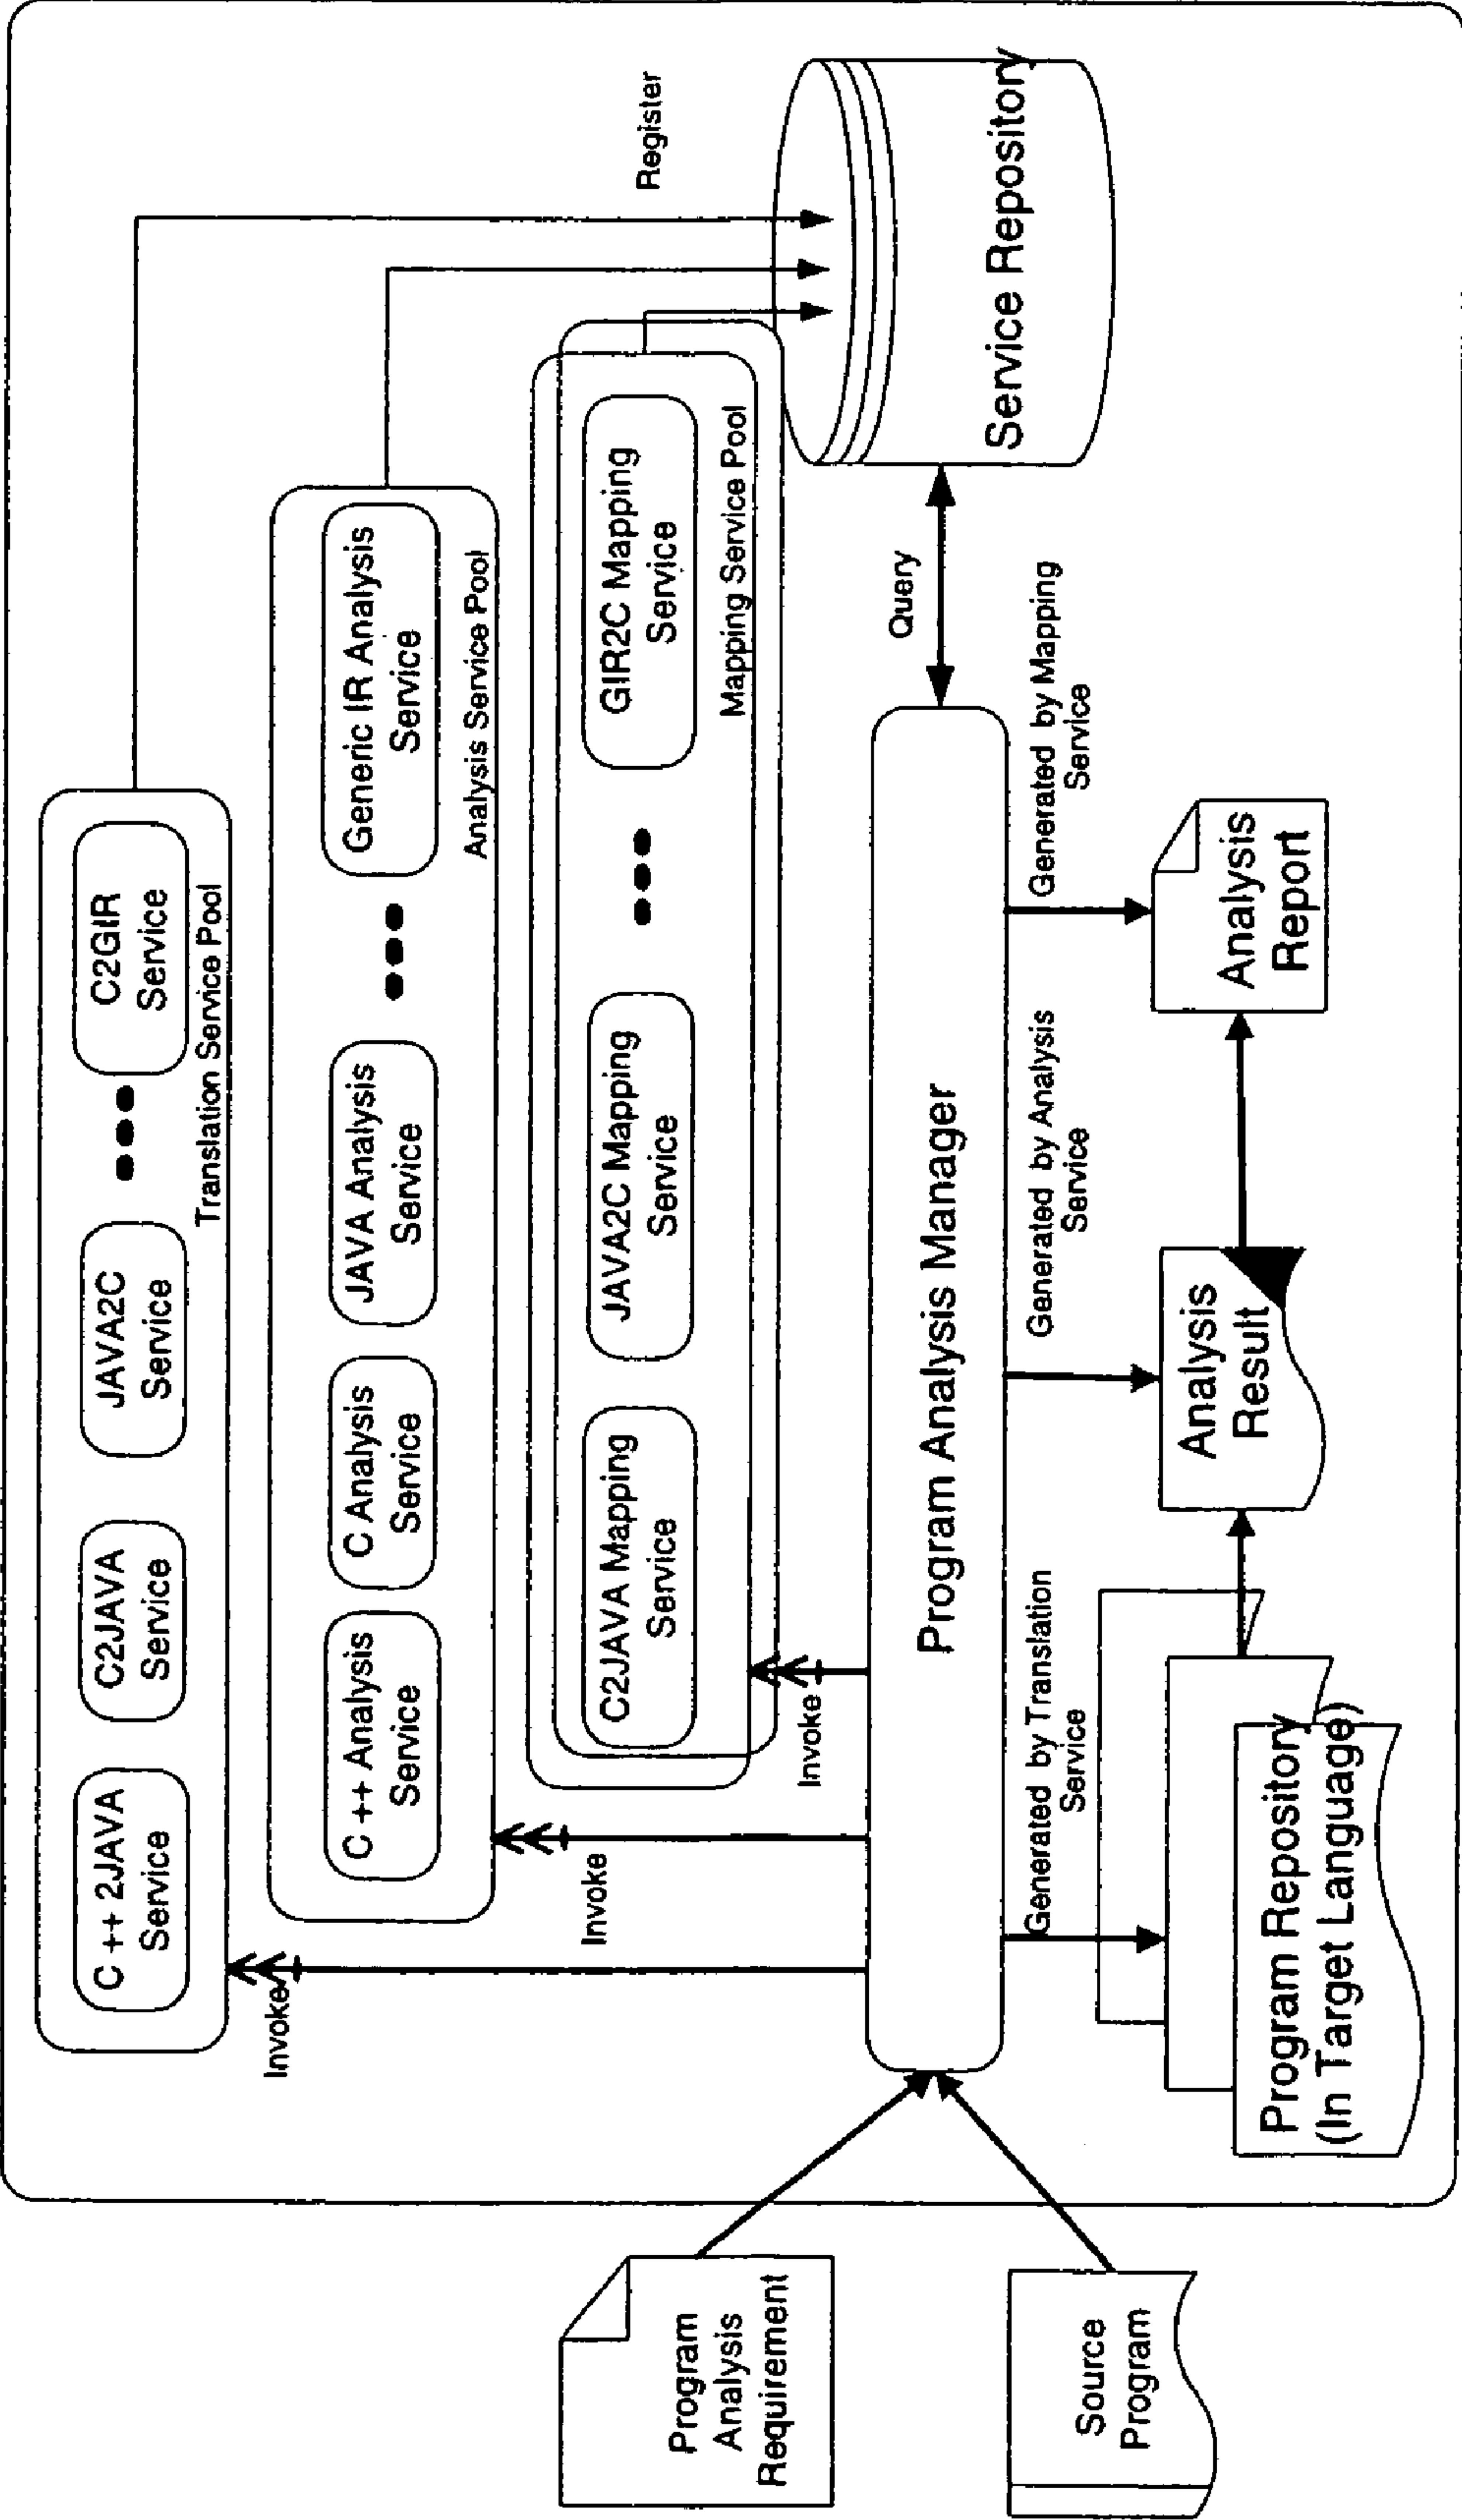 C ++ 2JAVA
Service
C2JAVA
Service
JAVA2C
Service
C2GIR
Service
Translation Service Pool
Invoke
C ++ Analysis
Service
C Analysis
Service
JAVA Analysis
Service
Generic IR Analysis
Service
Analysis Service Pool
Invoke
C2JAVA Mapping
Service
JAVA2C Mapping
Service
GIR2C Mapping
Service
Mapping Service Pool
Invoke
Register
Program
Analysis
Requirement
Source
Program
Program Analysis Manager
Query
Service Repository
Generated by Translation
Service
Generated by Analysis
Service
Generated by Mapping
Service
Program Repository
(In Target Language)
Analysis
Result
Analysis
Report